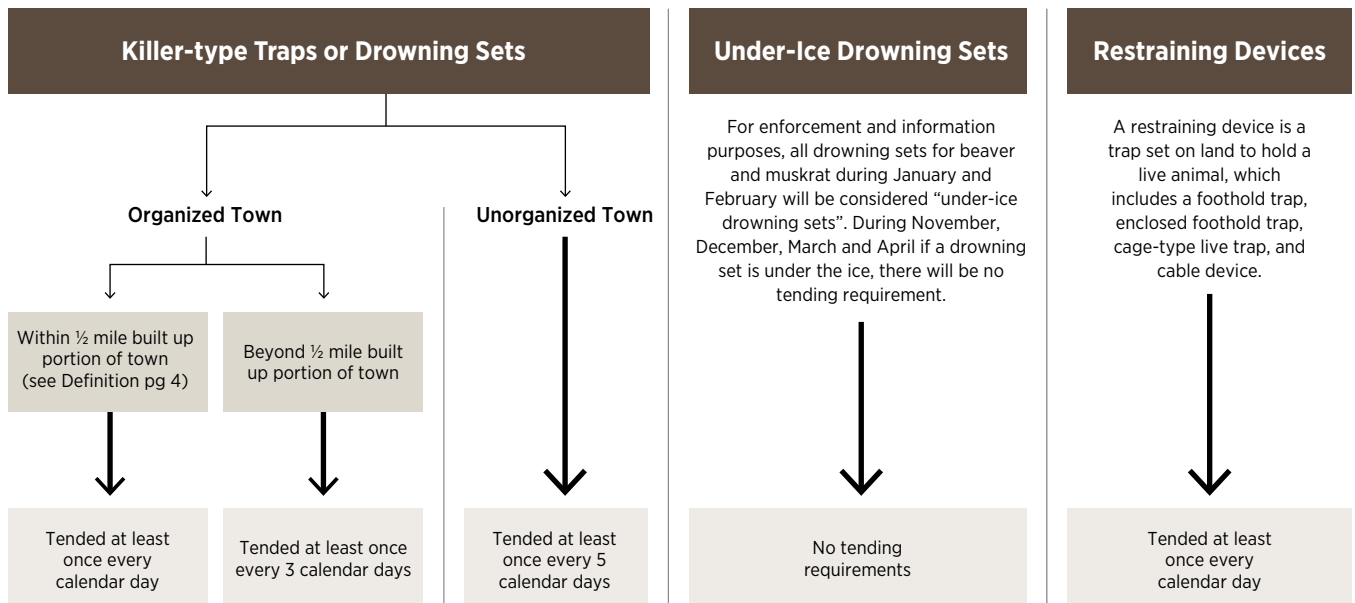 Killer-type Traps or Drowning Sets
Organized Town
Unorganized Town
Within ½ mile built up
portion of town
(see Definition pg 4)
Beyond ½ mile built
up portion of town
Tended at least
once every
calendar day
Tended at least once
every 3 calendar days
Tended at least
once every 5
calendar days
Under-Ice Drowning Sets
For enforcement and information
purposes, all drowning sets for beaver
and muskrat during January and
February will be considered “under-ice
drowning sets”. During November,
December, March and April if a drowning
set is under the ice, there will be no
tending requirement.
No tending
requirements
Restraining Devices
A restraining device is a
trap set on land to hold a
live animal, which
includes a foothold trap,
enclosed foothold trap,
cage-type live trap, and
cable device.
Tended at least
once every
calendar day